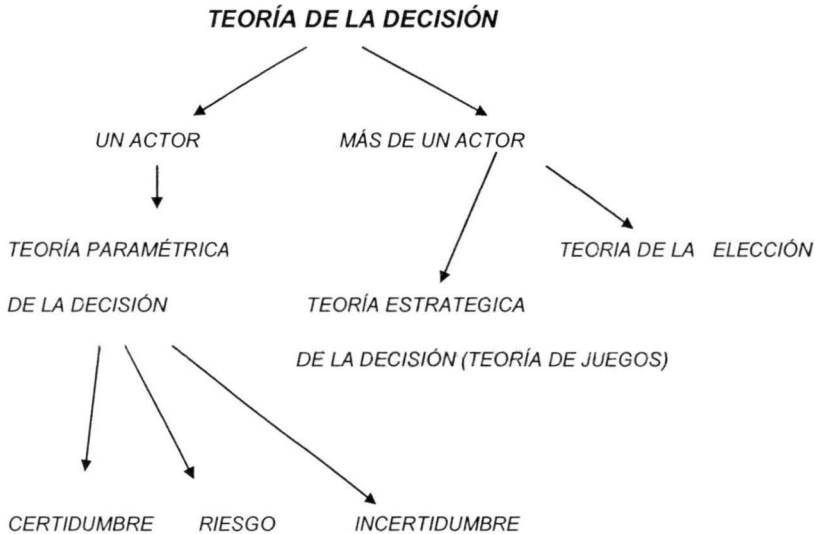 TEORÍA DE LA DECISIÓN
UN ACTOR
MÁS DE UN ACTOR
TEORÍA PARAMÉTRICA
TEORIA DE LA ELECCIÓN
DE LA DECISIÓN
TEORÍA ESTRATEGICA
DE LA DECISIÓN (TEORÍA DE JUEGOS)
CERTIDUMBRE
RIESGO
INCERTIDUMBRE